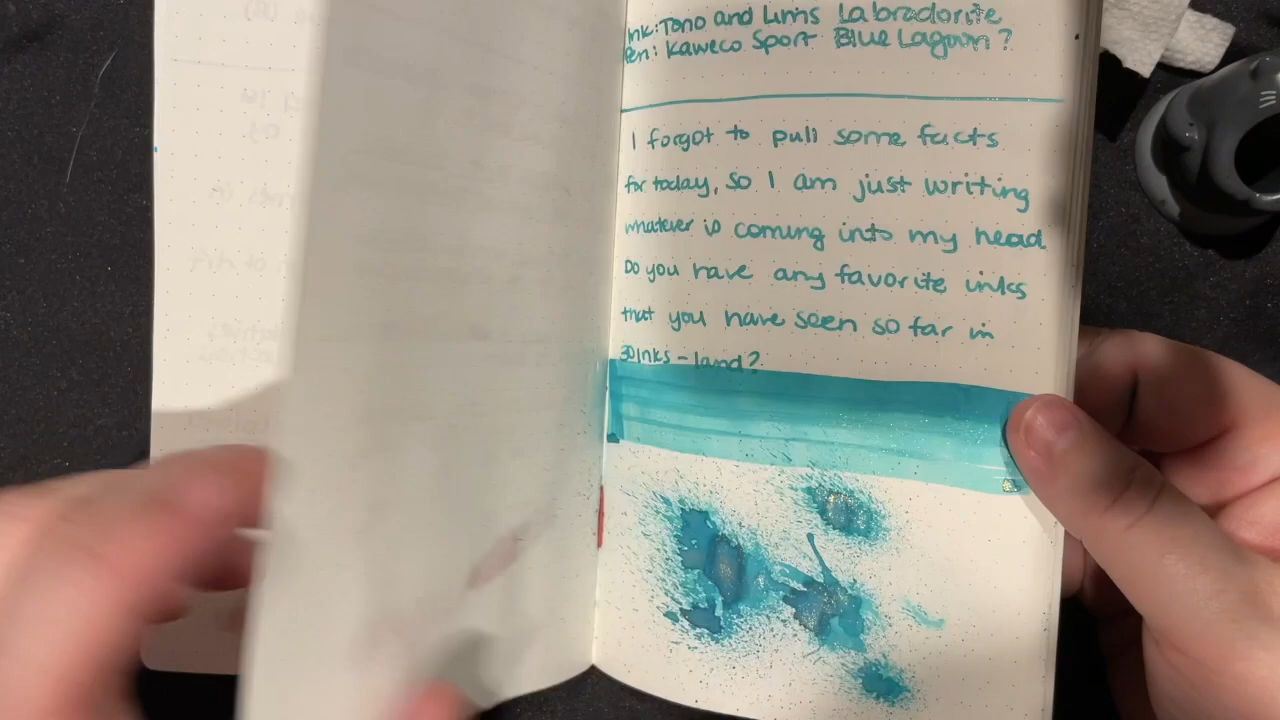 Ink: Tono and Lims Labradorite
Pen: Kaweco Sport Blue Lagoon?
I forgot to pull some facts
for today, so I am just writing
whatever is coming into my head
Do you have any favorite inks
that you have seen so far in
30inks-land?